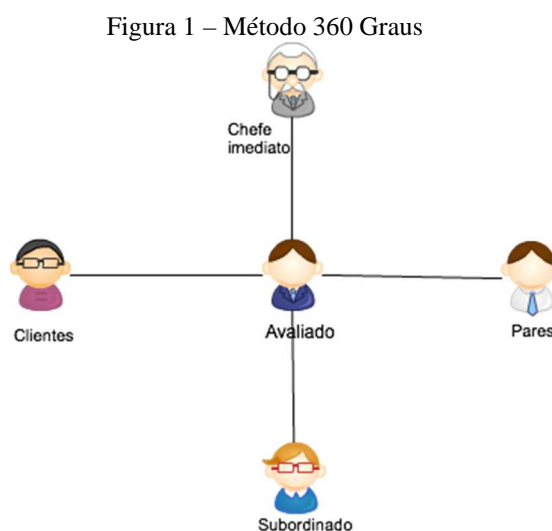 Figura 1 – Método 360 Graus
Chefe
imediato
Clientes
Avaliado
Pares
Subordinado